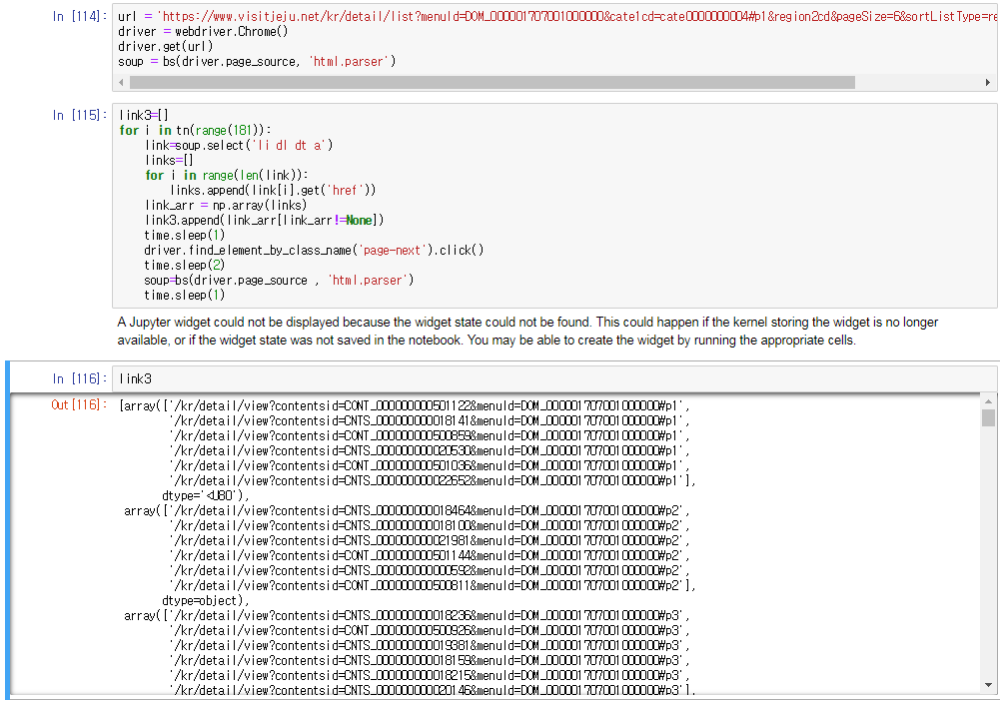 In [114]: url = 'https://www.visitjeju.net/kr/detail/list?menuId=DOM_000001707001000000&cate1cd=cate0000000004#p1&region2cd&pageSize=6&sortListType=re
driver = webdriver.Chrome()
driver.get(url)
soup = bs(driver.page_source, 'html.parser')
In [115]: link3=[]
for i in tn(range(181)):
    link=soup.select('li dl dt a')
    links=[]
    for i in range(len(link)):
        links.append(link[i].get('href'))
    link_arr = np.array(links)
    link3.append(link_arr[link_arr!=None])
    time.sleep(1)
    driver.find_element_by_class_name('page-next').click()
    time.sleep(2)
    soup=bs(driver.page_source , 'html.parser')
    time.sleep(1)
A Jupyter widget could not be displayed because the widget state could not be found. This could happen if the kernel storing the widget is no longer
available, or if the widget state was not saved in the notebook. You may be able to create the widget by running the appropriate cells.
In [116]: link3
Out[116]: [array(['/kr/detail/view?contentsid=CONT_000000000501122&menuId=DOM_000001707001000000#p1',
'/kr/detail/view?contentsid=CNTS_000000000018141&menuId=DOM_000001707001000000#p1',
'/kr/detail/view?contentsid=CONT_000000000500859&menuId=DOM_000001707001000000#p1',
'/kr/detail/view?contentsid=CNTS_000000000020530&menuId=DOM_000001707001000000#p1',
'/kr/detail/view?contentsid=CONT_000000000501036&menuId=DOM_000001707001000000#p1',
'/kr/detail/view?contentsid=CNTS_000000000022652&menuId=DOM_000001707001000000#p1'],
dtype='<U80'),
array(['/kr/detail/view?contentsid=CNTS_000000000018464&menuId=DOM_000001707001000000#p2',
'/kr/detail/view?contentsid=CNTS_000000000018100&menuId=DOM_000001707001000000#p2',
'/kr/detail/view?contentsid=CNTS_000000000021981&menuId=DOM_000001707001000000#p2',
'/kr/detail/view?contentsid=CONT_000000000501144&menuId=DOM_000001707001000000#p2',
'/kr/detail/view?contentsid=CNTS_000000000000592&menuId=DOM_000001707001000000#p2',
'/kr/detail/view?contentsid=CONT_000000000500811&menuId=DOM_000001707001000000#p2'],
dtype=object),
array(['/kr/detail/view?contentsid=CNTS_000000000018236&menuId=DOM_000001707001000000#p3',
'/kr/detail/view?contentsid=CONT_000000000500926&menuId=DOM_000001707001000000#p3',
'/kr/detail/view?contentsid=CNTS_000000000019381&menuId=DOM_000001707001000000#p3',
'/kr/detail/view?contentsid=CNTS_000000000018159&menuId=DOM_000001707001000000#p3',
'/kr/detail/view?contentsid=CNTS_000000000018215&menuId=DOM_000001707001000000#p3',
'/kr/detail/view?contentsid=CNTS_000000000020146&menuId=DOM_000001707001000000#p3'],